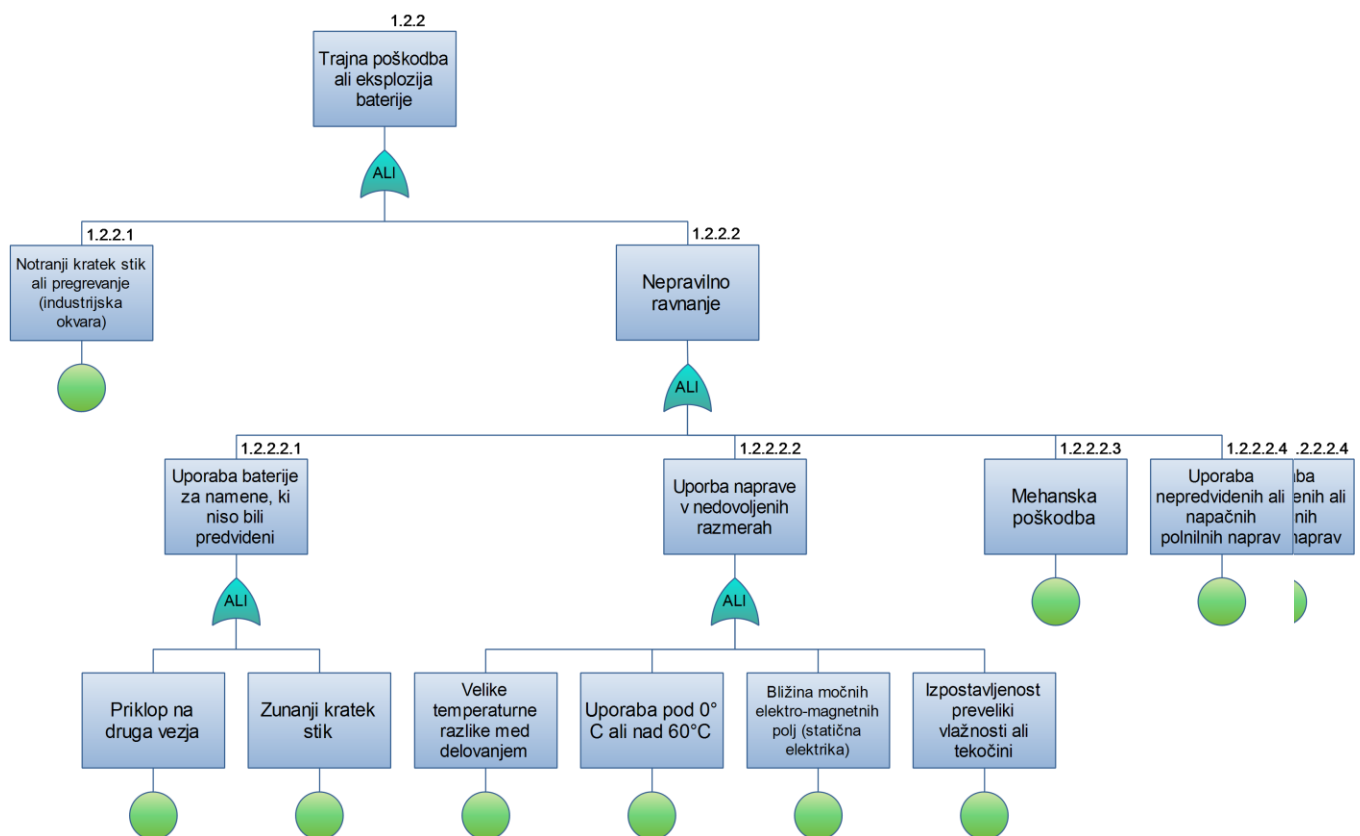 1.2.2
Trajna poškodba
ali eksplozija
baterije
ALI
1.2.2.1
Notranji kratek stik
ali pregrevanje
(industrijska
okvara)
1.2.2.2
Nepravilno
ravnanje
ALI
1.2.2.2.1
Uporaba baterije
za namene, ki
niso bili
predvideni
1.2.2.2.2
Uporba naprave
v nedovoljenih
razmerah
1.2.2.2.3
Mehanska
poškodba
1.2.2.2.4
Uporaba
nepredvidenih ali
napačnih
polnilnih naprav
.2.2.2.4
aba
enih ali
nih
naprav
ALI
ALI
Priklop na
druga vezja
Zunanji kratek
stik
Velike
temperaturne
razlike med
delovanjem
Uporaba pod 0°
C ali nad 60°C
Bližina močnih
elektro-magnetnih
polj (statična
elektrika)
Izpostavljenost
preveliki
vlažnosti ali
tekočini